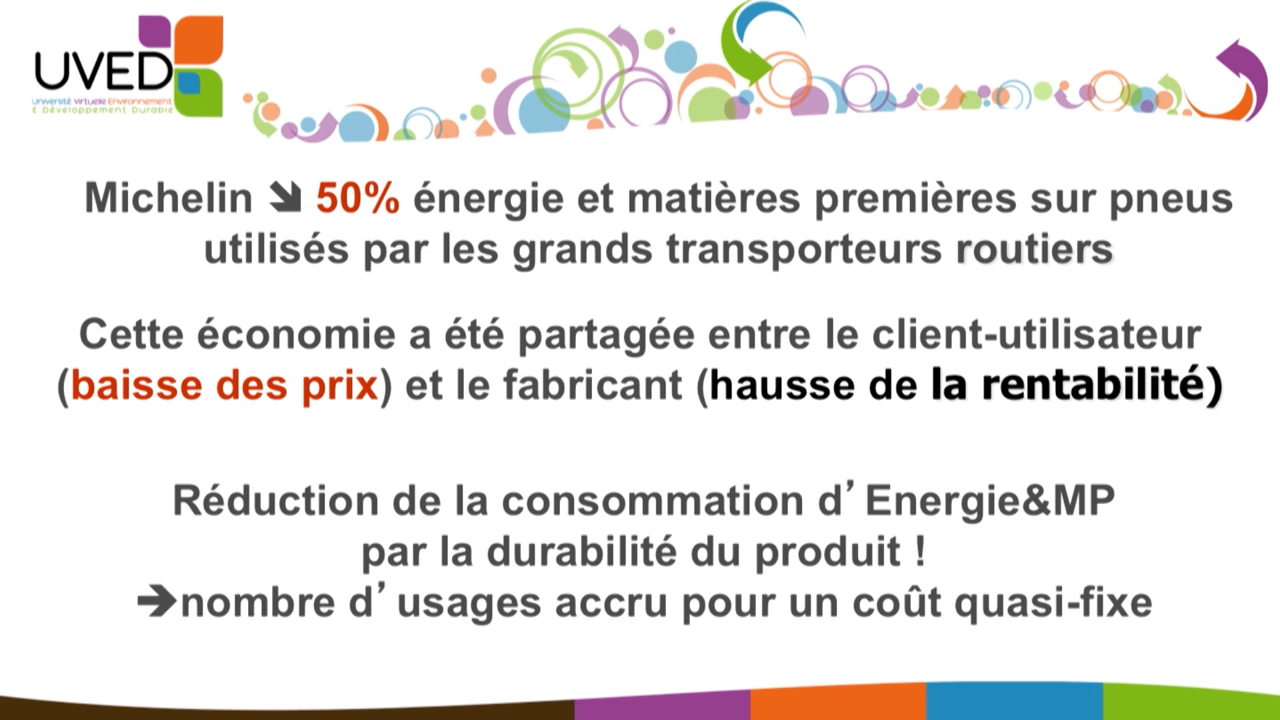 UVED
Université Virtuelle Environnement
& Développement Durable
Michelin ➘ 50% énergie et matières premières sur pneus
utilisés par les grands transporteurs routiers
Cette économie a été partagée entre le client-utilisateur
(baisse des prix) et le fabricant (hausse de la rentabilité)
Réduction de la consommation d’ Energie&MP
par la durabilité du produit !
➔nombre d’ usages accru pour un coût quasi-fixe